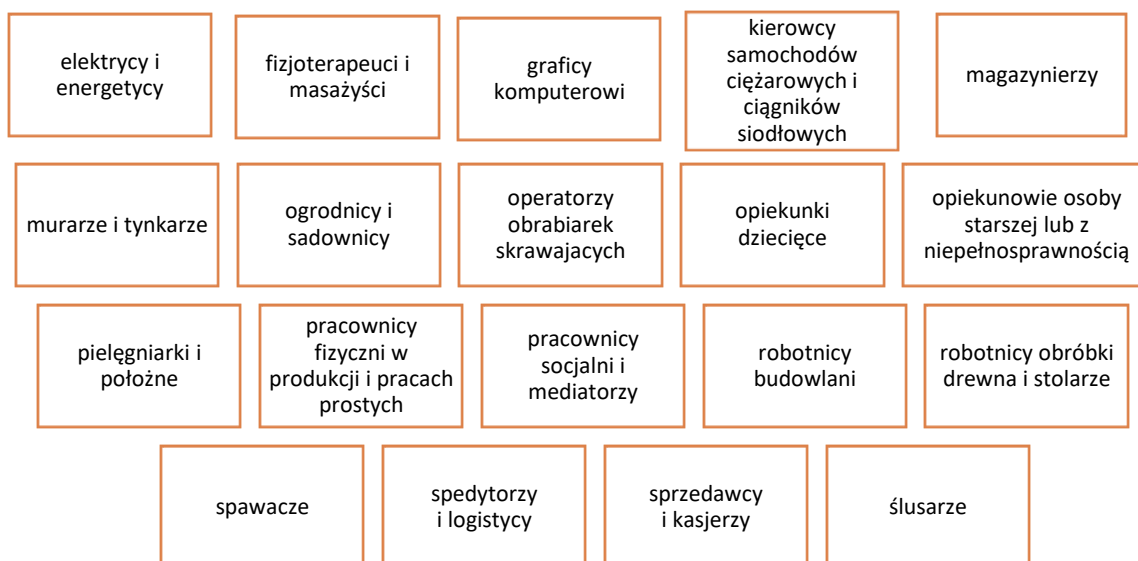 elektrycy i
energetycy
fizjoterapeuci i
masażyści
graficy
komputerowi
kierowcy
samochodów
ciężarowych i
ciągników
siodłowych
magazynierzy
murarze i tynkarze
ogrodnicy i
sadownicy
operatorzy
obrabiarek
skrawajacych
opiekunki
dziecięce
opiekunowie osoby
starszej lub z
niepełnosprawnością
pielęgniarki i
położne
pracownicy
fizyczni w
produkcji i pracach
prostych
pracownicy
socjalni i
mediatorzy
robotnicy
budowlani
robotnicy obróbki
drewna i stolarze
spawacze
spedytorzy
i logistycy
sprzedawcy
i kasjerzy
ślusarze